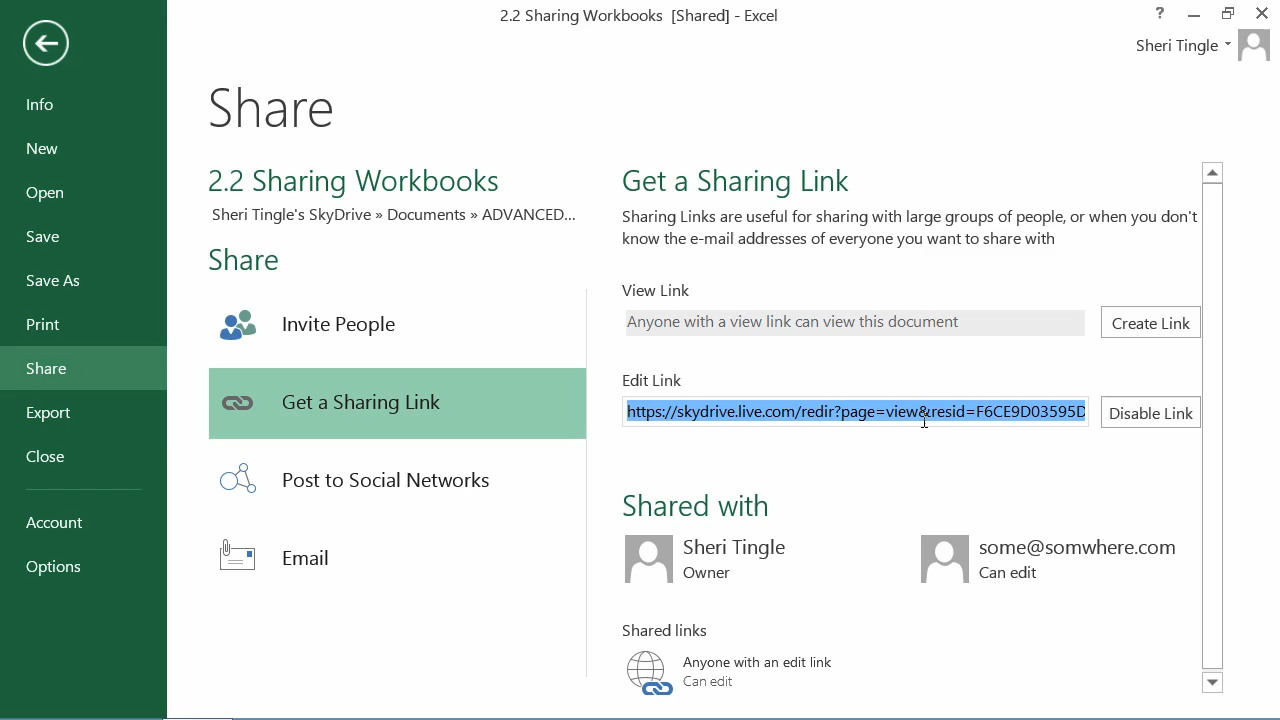 2.2 Sharing Workbooks [Shared] - Excel
?
Sheri Tingle
Info
New
Open
Save
Save As
Print
Share
Export
Close
Account
Options
Share
2.2 Sharing Workbooks
Sheri Tingle's SkyDrive » Documents » ADVANCED...
Share
Invite People
Get a Sharing Link
Post to Social Networks
Email
Get a Sharing Link
Sharing Links are useful for sharing with large groups of people, or when you don't
know the e-mail addresses of everyone you want to share with
View Link
Anyone with a view link can view this document
Create Link
Edit Link
https://skydrive.live.com/redir?page=view&resid=F6CE9D03595D
Disable Link
Shared with
Sheri Tingle
Owner
some@somwhere.com
Can edit
Shared links
Anyone with an edit link
Can edit